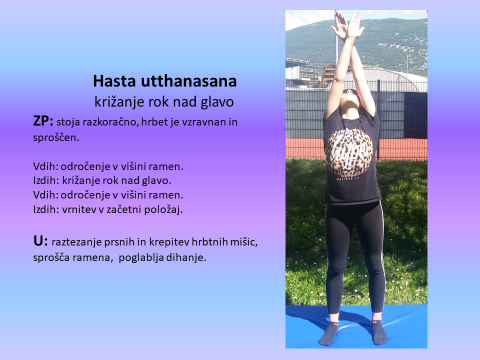 Hasta utthanasana
križanje rok nad glavo
ZP: stoja razkoračno, hrbet je vzravnan in
sproščen.
Vdih: odročenje v višini ramen.
Izdih: križanje rok nad glavo.
Vdih: odročenje v višini ramen.
Izdih: vrnitev v začetni položaj.
U: raztezanje prsnih in krepitev hrbtnih mišic,
sprošča ramena, poglablja dihanje.